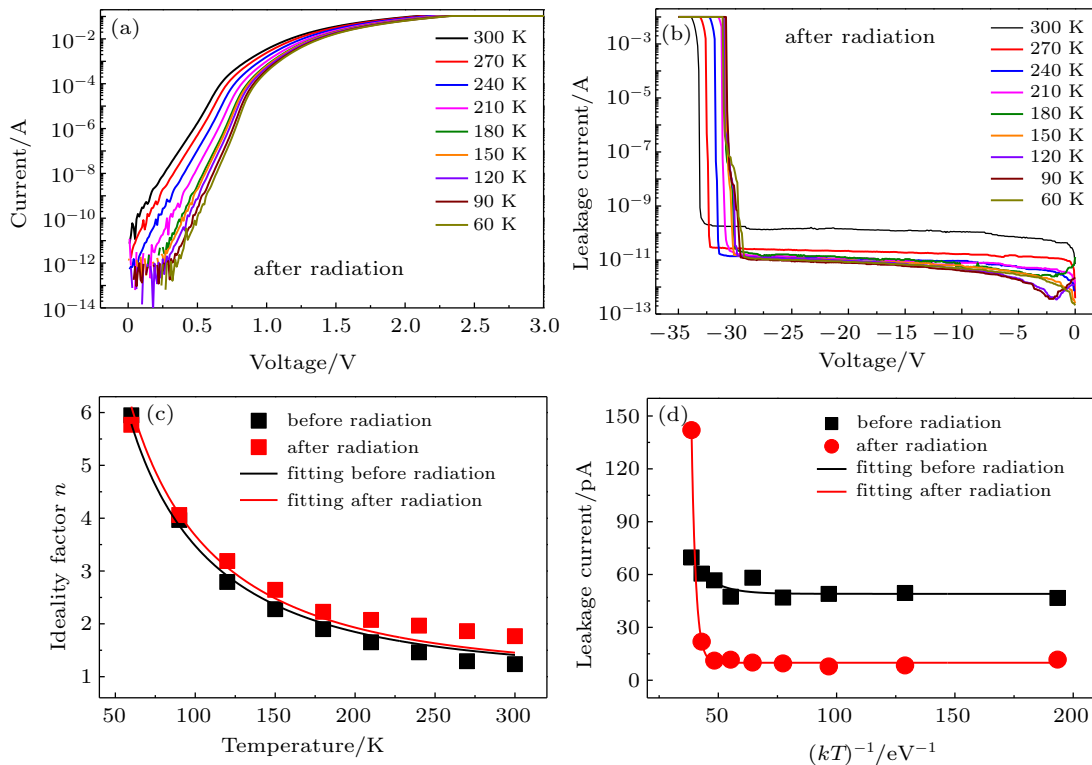 (a)
10⁻²
10⁻⁴
10⁻⁶
10⁻⁸
10⁻¹⁰
10⁻¹²
10⁻¹⁴
Current/A
300 K
270 K
240 K
210 K
180 K
150 K
120 K
90 K
60 K
after radiation
0 0.5 1.0 1.5 2.0 2.5 3.0
Voltage/V
(b)
after radiation
10⁻³
10⁻⁵
10⁻⁷
10⁻⁹
10⁻¹¹
10⁻¹³
Leakage current/A
300 K
270 K
240 K
210 K
180 K
150 K
120 K
90 K
60 K
−35 −30 −25 −20 −15 −10 −5 0
Voltage/V
(c)
6
5
4
3
2
1
Ideality factor n
before radiation
after radiation
fitting before radiation
fitting after radiation
50 100 150 200 250 300
Temperature/K
(d)
150
120
90
60
30
0
Leakage current/pA
before radiation
after radiation
fitting before radiation
fitting after radiation
50 100 150 200
(kT)⁻¹/eV⁻¹